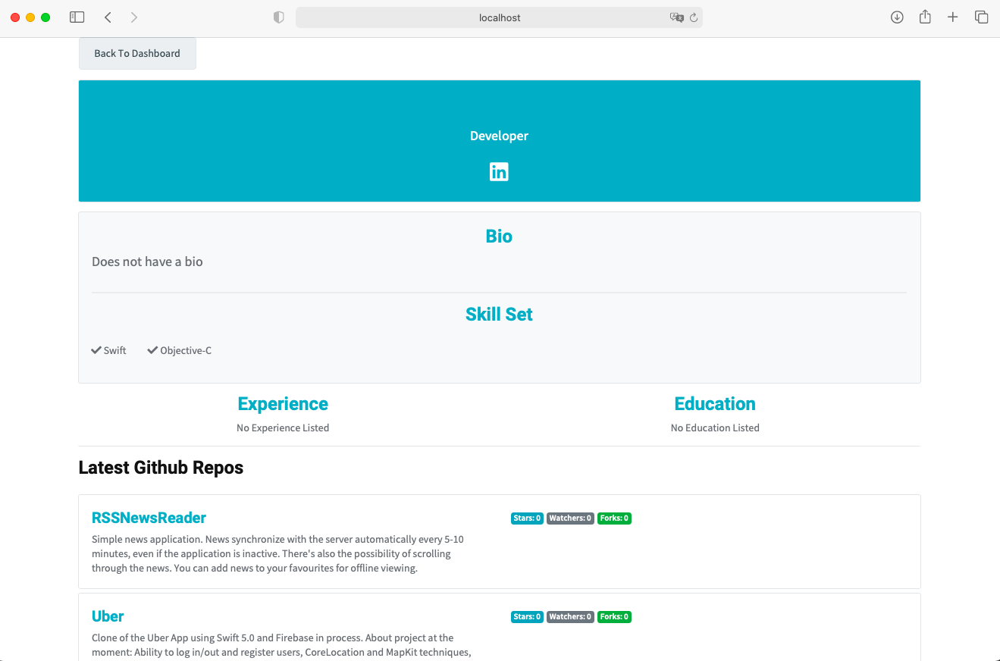 localhost
Back To Dashboard
Developer
in
Bio
Does not have a bio
Skill Set
Swift Objective-C
Experience Education
No Experience Listed No Education Listed
Latest Github Repos
RSSNewsReader Stars: 0 Watchers: 0 Forks: 0
Simple news application. News synchronize with the server automatically every 5-10
minutes, even if the application is inactive. There's also the possibility of scrolling
through the news. You can add news to your favourites for offline viewing.
Uber Stars: 0 Watchers: 0 Forks: 0
Clone of the Uber App using Swift 5.0 and Firebase in process. About project at the
moment: Ability to log in/out and register users, CoreLocation and MapKit techniques,